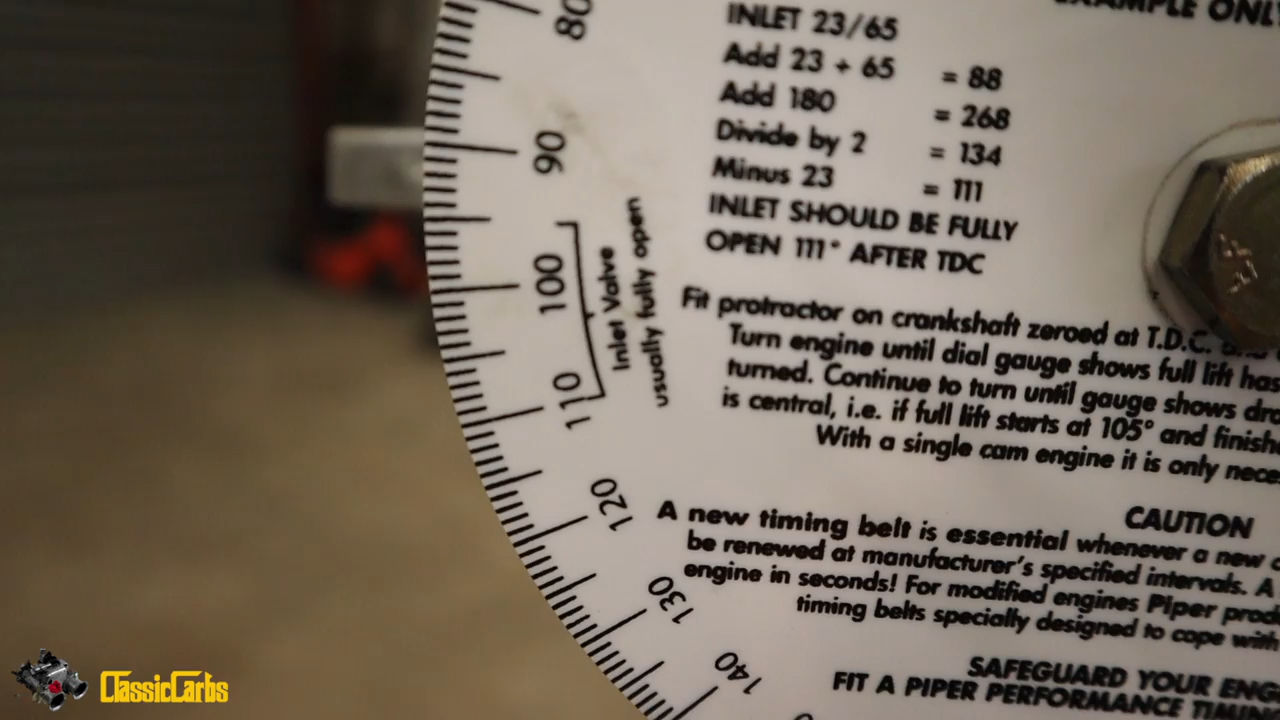 EXAMPLE ONLY
INLET 23/65
Add 23 + 65 = 88
Add 180 = 268
Divide by 2 = 134
Minus 23 = 111
INLET SHOULD BE FULLY
OPEN 111° AFTER TDC
80
90
100
110
120
130
140
Inlet Valve
usually fully open
Fit protractor on crankshaft zeroed at T.D.C.
Turn engine until dial gauge shows full lift has
turned. Continue to turn until gauge shows
is central, i.e. if full lift starts at 105° and
With a single cam engine it is only
CAUTION
A new timing belt is essential whenever a new
be renewed at manufacturer's specified intervals. A
engine in seconds! For modified engines Piper
timing belts specially designed to cope with
SAFEGUARD YOUR
FIT A PIPER PERFORMANCE
ClassicCarbs